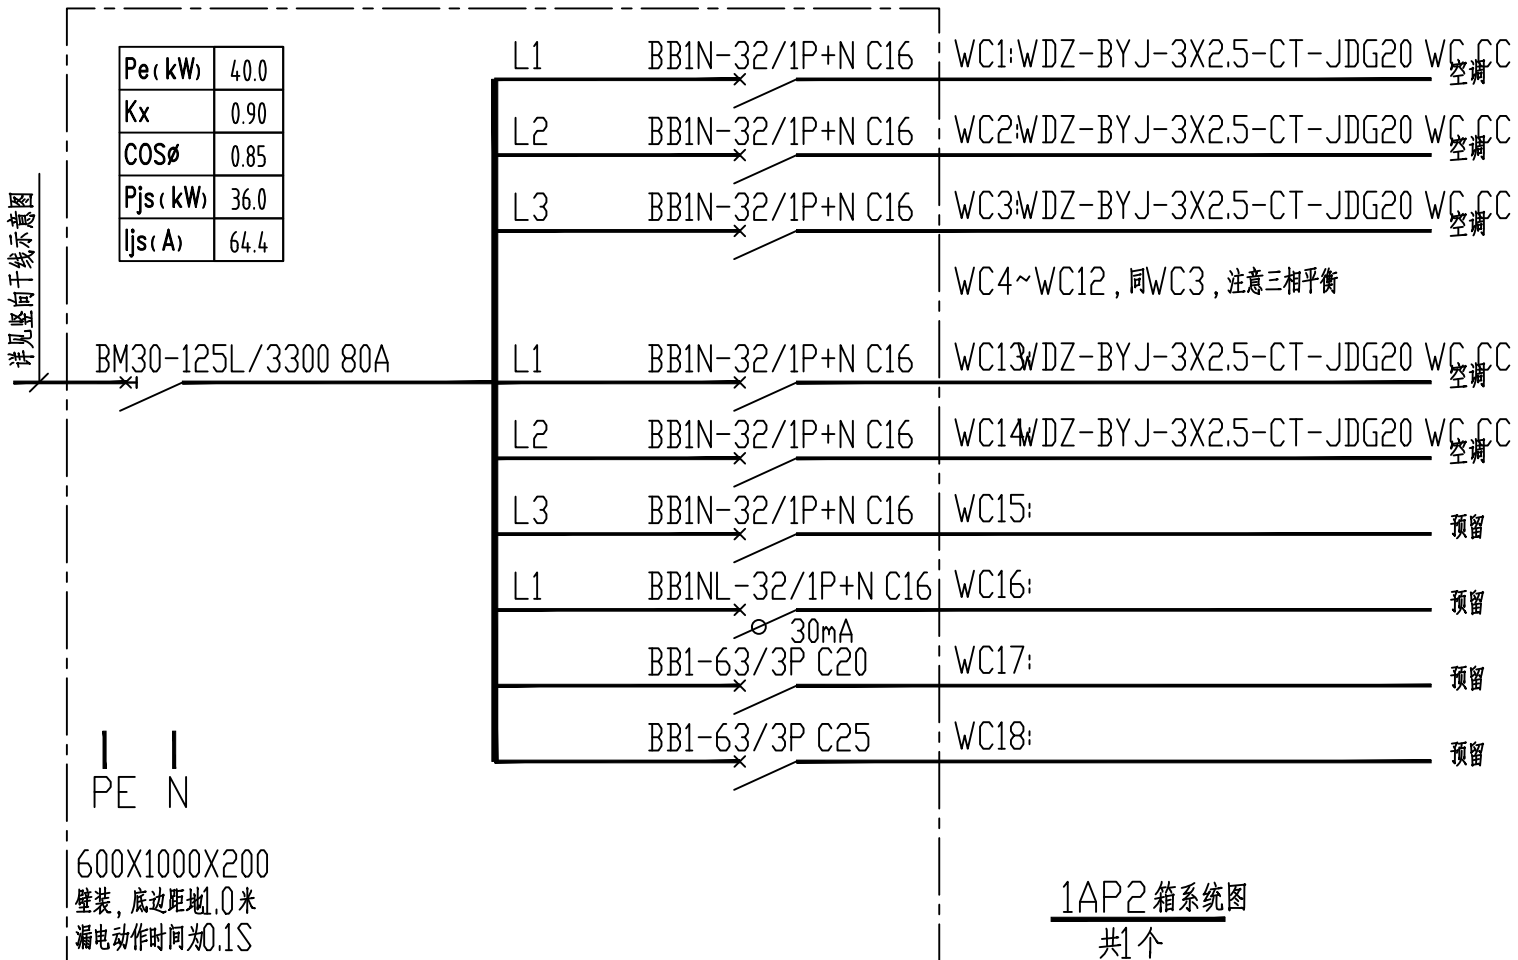 Pe(kW) 40.0
Kx 0.90
COSø 0.85
Pjs(kW) 36.0
Ijs(A) 64.4
详见竖向干线示意图
BM30-125L/3300 80A
L1 BB1N-32/1P+N C16 WC1:WDZ-BYJ-3X2.5-CT-JDG20 WC,CC 空调
L2 BB1N-32/1P+N C16 WC2:WDZ-BYJ-3X2.5-CT-JDG20 WC,CC 空调
L3 BB1N-32/1P+N C16 WC3:WDZ-BYJ-3X2.5-CT-JDG20 WC,CC 空调
WC4~WC12,同WC3,注意三相平衡
L1 BB1N-32/1P+N C16 WC13:WDZ-BYJ-3X2.5-CT-JDG20 WC,CC 空调
L2 BB1N-32/1P+N C16 WC14:WDZ-BYJ-3X2.5-CT-JDG20 WC,CC 空调
L3 BB1N-32/1P+N C16 WC15: 预留
L1 BB1NL-32/1P+N C16 WC16: 预留
30mA
BB1-63/3P C20 WC17: 预留
BB1-63/3P C25 WC18: 预留
PE N
600X1000X200
壁装,底边距地1.0米
漏电动作时间为0.1S
1AP2箱系统图
共1个